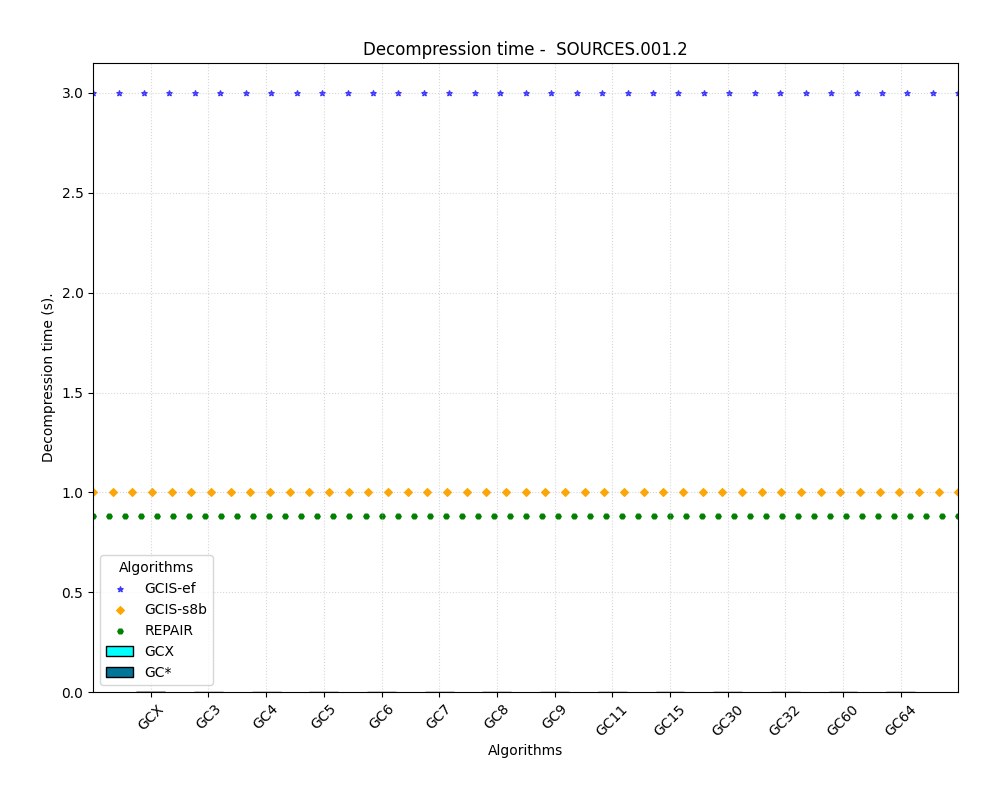 Decompression time -  SOURCES.001.2
3.0
2.5
2.0
1.5
1.0
0.5
0.0
Decompression time (s).
Algorithms
GCIS-ef
GCIS-s8b
REPAIR
GCX
GC*
GCX GC3 GC4 GC5 GC6 GC7 GC8 GC9 GC11 GC15 GC30 GC32 GC60 GC64
Algorithms